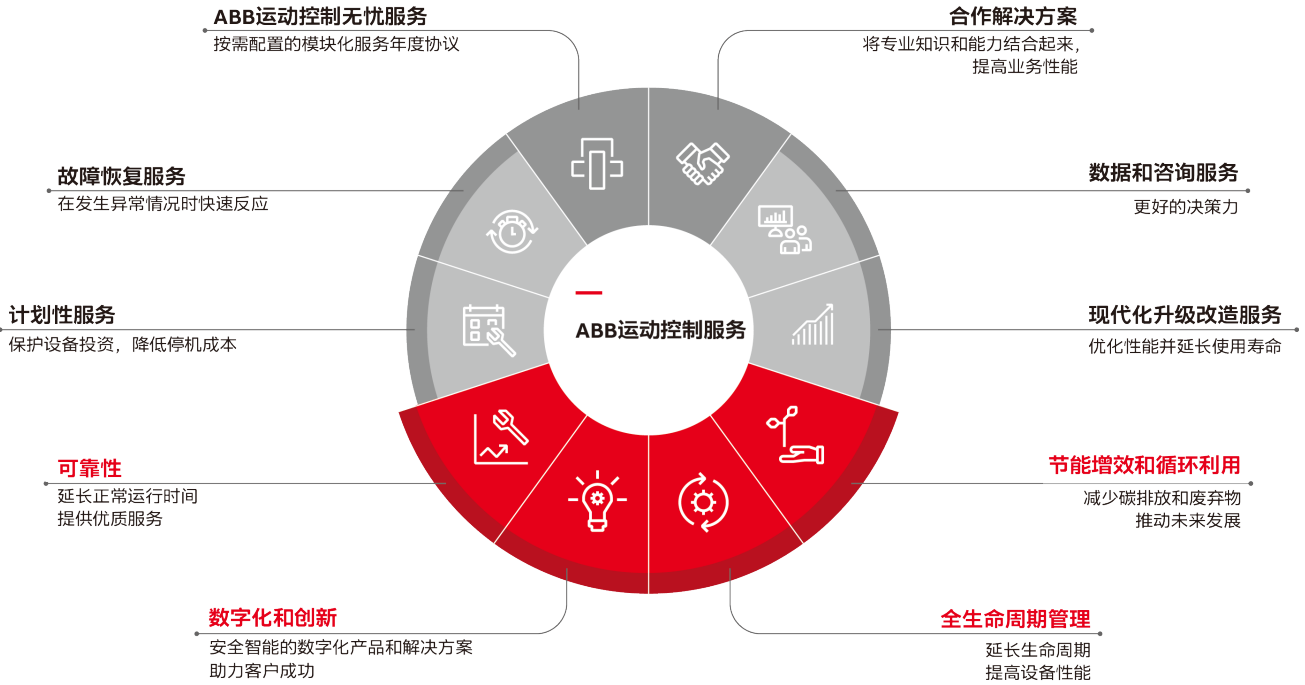 ABB运动控制无忧服务
按需配置的模块化服务年度协议
合作解决方案
将专业知识和能力结合起来，
提高业务性能
故障恢复服务
在发生异常情况时快速反应
数据和咨询服务
更好的决策力
计划性服务
保护设备投资，降低停机成本
ABB运动控制服务
现代化升级改造服务
优化性能并延长使用寿命
可靠性
延长正常运行时间
提供优质服务
节能增效和循环利用
减少碳排放和废弃物
推动未来发展
数字化和创新
安全智能的数字化产品和解决方案
助力客户成功
全生命周期管理
延长生命周期
提高设备性能